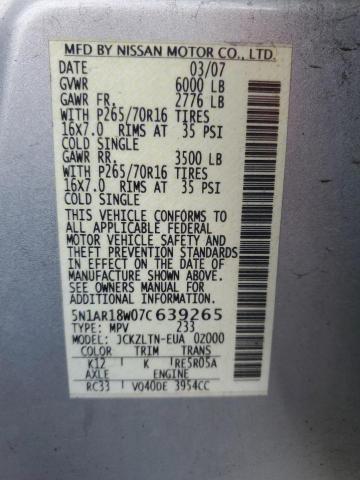 MFD BY NISSAN MOTOR CO., LTD.
DATE 03/07
GVWR 6000 LB
GAWR FR. 2776 LB
WITH P265/70R16 TIRES
16X7.0 RIMS AT 35 PSI
COLD SINGLE
GAWR RR. 3500 LB
WITH P265/70R16 TIRES
16X7.0 RIMS AT 35 PSI
COLD SINGLE
THIS VEHICLE CONFORMS TO
ALL APPLICABLE FEDERAL
MOTOR VEHICLE SAFETY AND
THEFT PREVENTION STANDARDS
IN EFFECT ON THE DATE OF
MANUFACTURE SHOWN ABOVE.
SEE OWNERS MANUAL FOR
ADDITIONAL INFORMATION.
5N1AR18W07C639265
TYPE: MPV 233
MODEL: JCKZLTN-EUA 02000
COLOR TRIM TRANS
K12 K RE5R05A
AXLE ENGINE
RC33 VQ40DE 3954CC